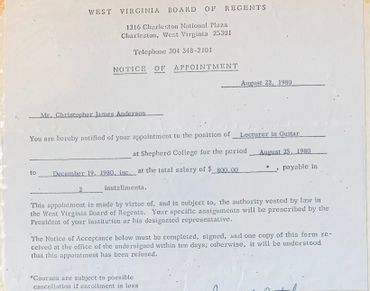 WEST VIRGINIA BOARD OF REGENTS
1316 Charleston National Plaza
Charleston, West Virginia 25301
Telephone 304 348-2101
NOTICE OF APPOINTMENT
August 22, 1980
Mr. Christopher James Anderson
You are hereby notified of your appointment to the position of Lecturer in Guitar
at Shepherd College for the period August 25, 1980
to December 19, 1980, inc. at the total salary of $ 800.00 *, payable in
2 installments.
This appointment is made by virtue of, and is subject to, the authority vested by law in
the West Virginia Board of Regents. Your specific assignments will be prescribed by the
President of your institution or his designated representative.
The Notice of Acceptance below must be completed, signed, and one copy of this form re-
ceived at the office of the undersigned within ten days; otherwise, it will be understood
that this appointment has been refused.
*Courses are subject to possible
cancellation if enrollment is less